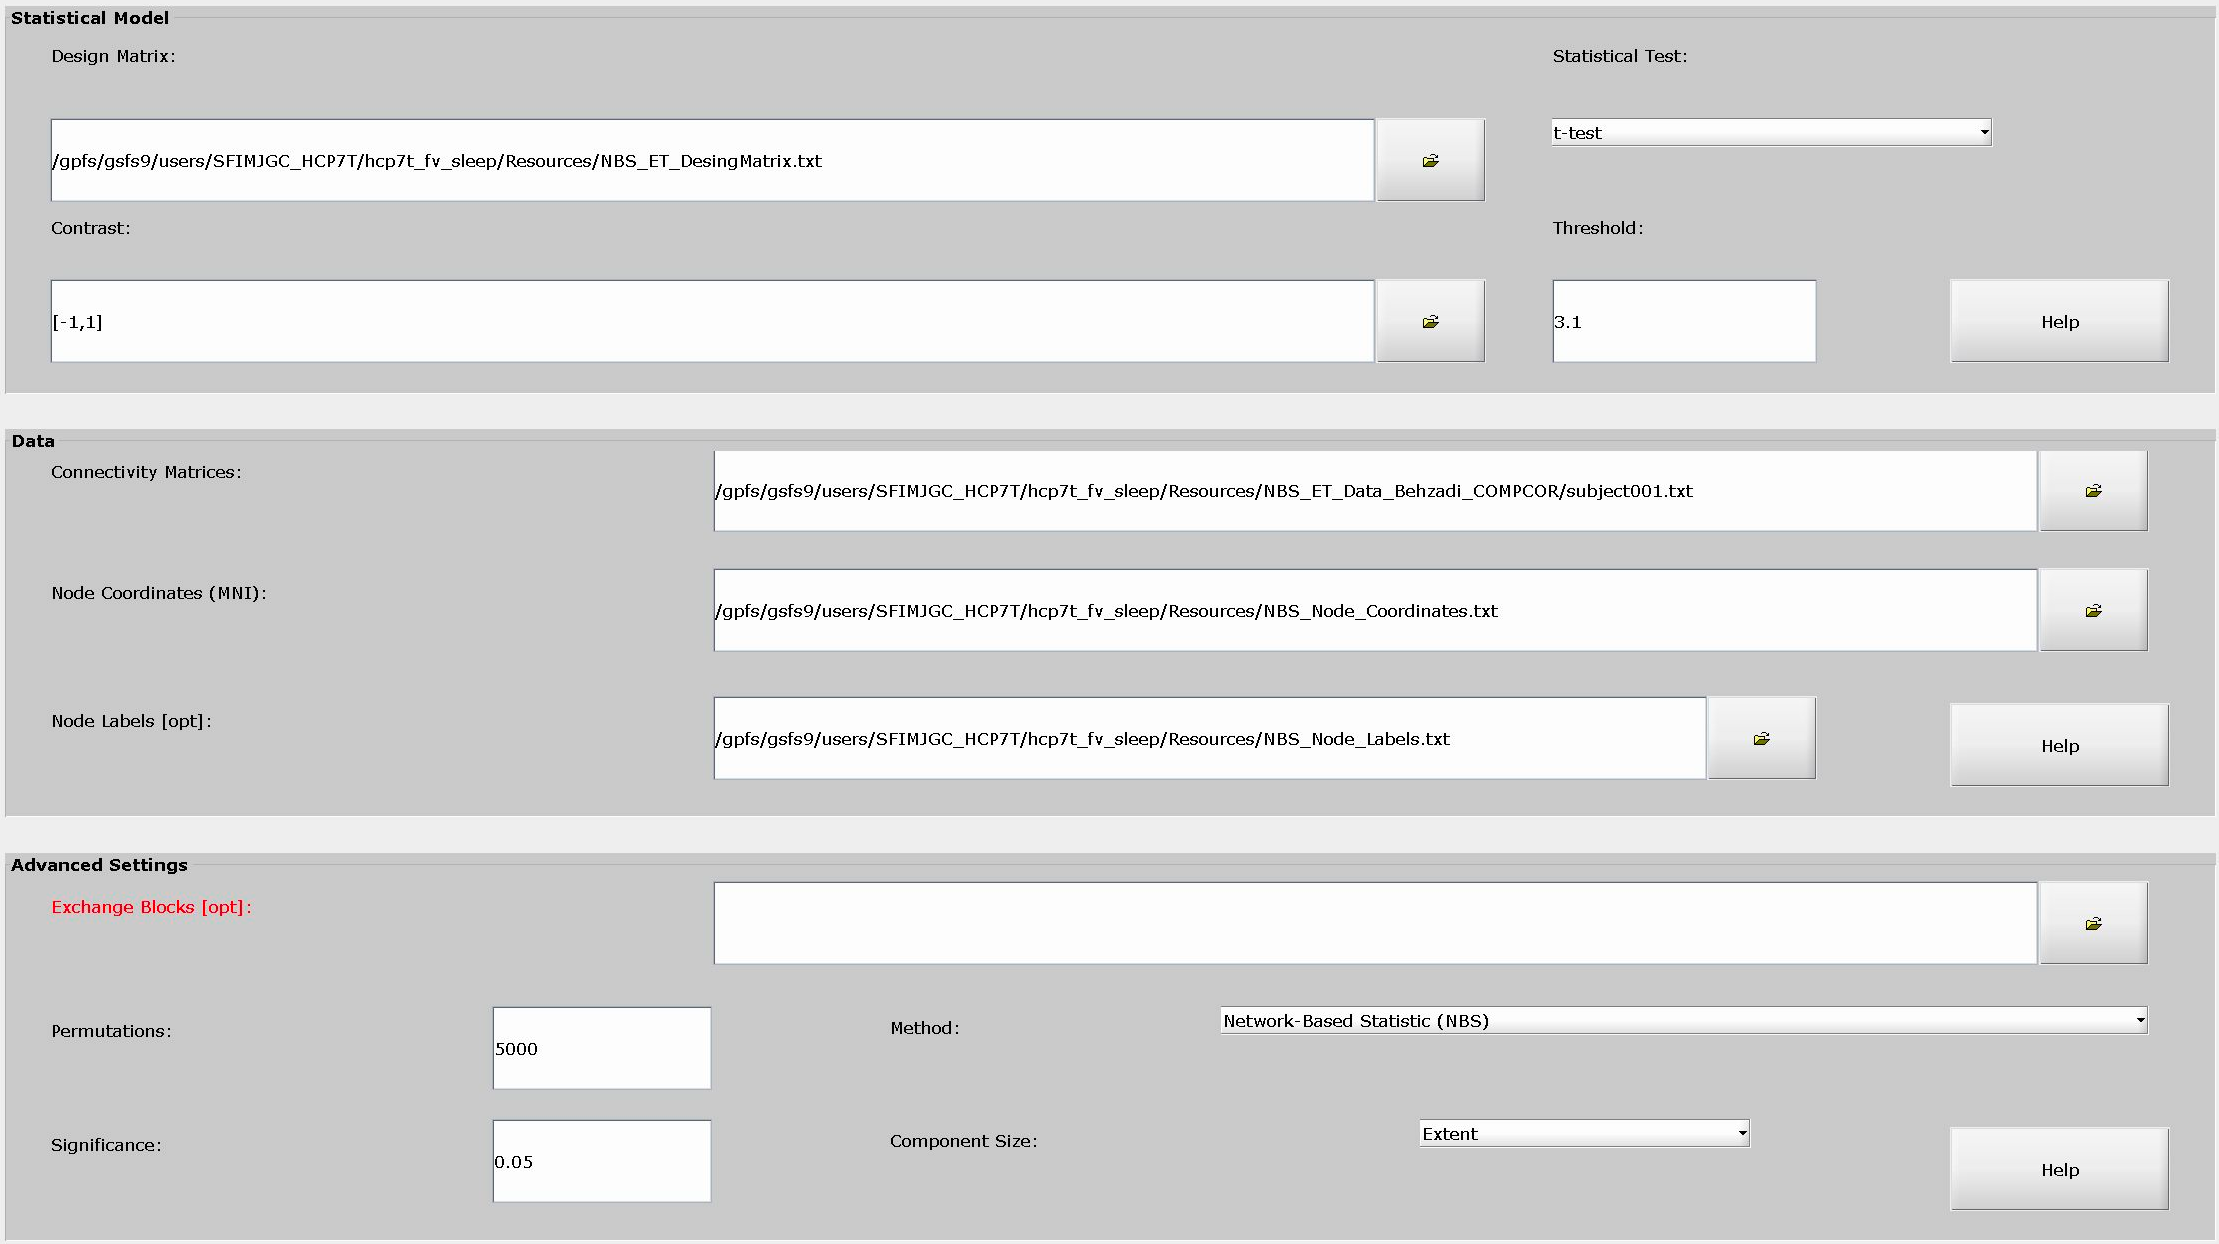 Statistical Model
Design Matrix:
Statistical Test:
/gpfs/gsfs9/users/SFIMJGC_HCP7T/hcp7t_fv_sleep/Resources/NBS_ET_DesingMatrix.txt
t-test
Contrast:
Threshold:
[-1,1]
3.1
Help
Data
Connectivity Matrices:
/gpfs/gsfs9/users/SFIMJGC_HCP7T/hcp7t_fv_sleep/Resources/NBS_ET_Data_Behzadi_COMPCOR/subject001.txt
Node Coordinates (MNI):
/gpfs/gsfs9/users/SFIMJGC_HCP7T/hcp7t_fv_sleep/Resources/NBS_Node_Coordinates.txt
Node Labels [opt]:
/gpfs/gsfs9/users/SFIMJGC_HCP7T/hcp7t_fv_sleep/Resources/NBS_Node_Labels.txt
Help
Advanced Settings
Exchange Blocks [opt]:
Permutations:
5000
Method:
Network-Based Statistic (NBS)
Significance:
0.05
Component Size:
Extent
Help